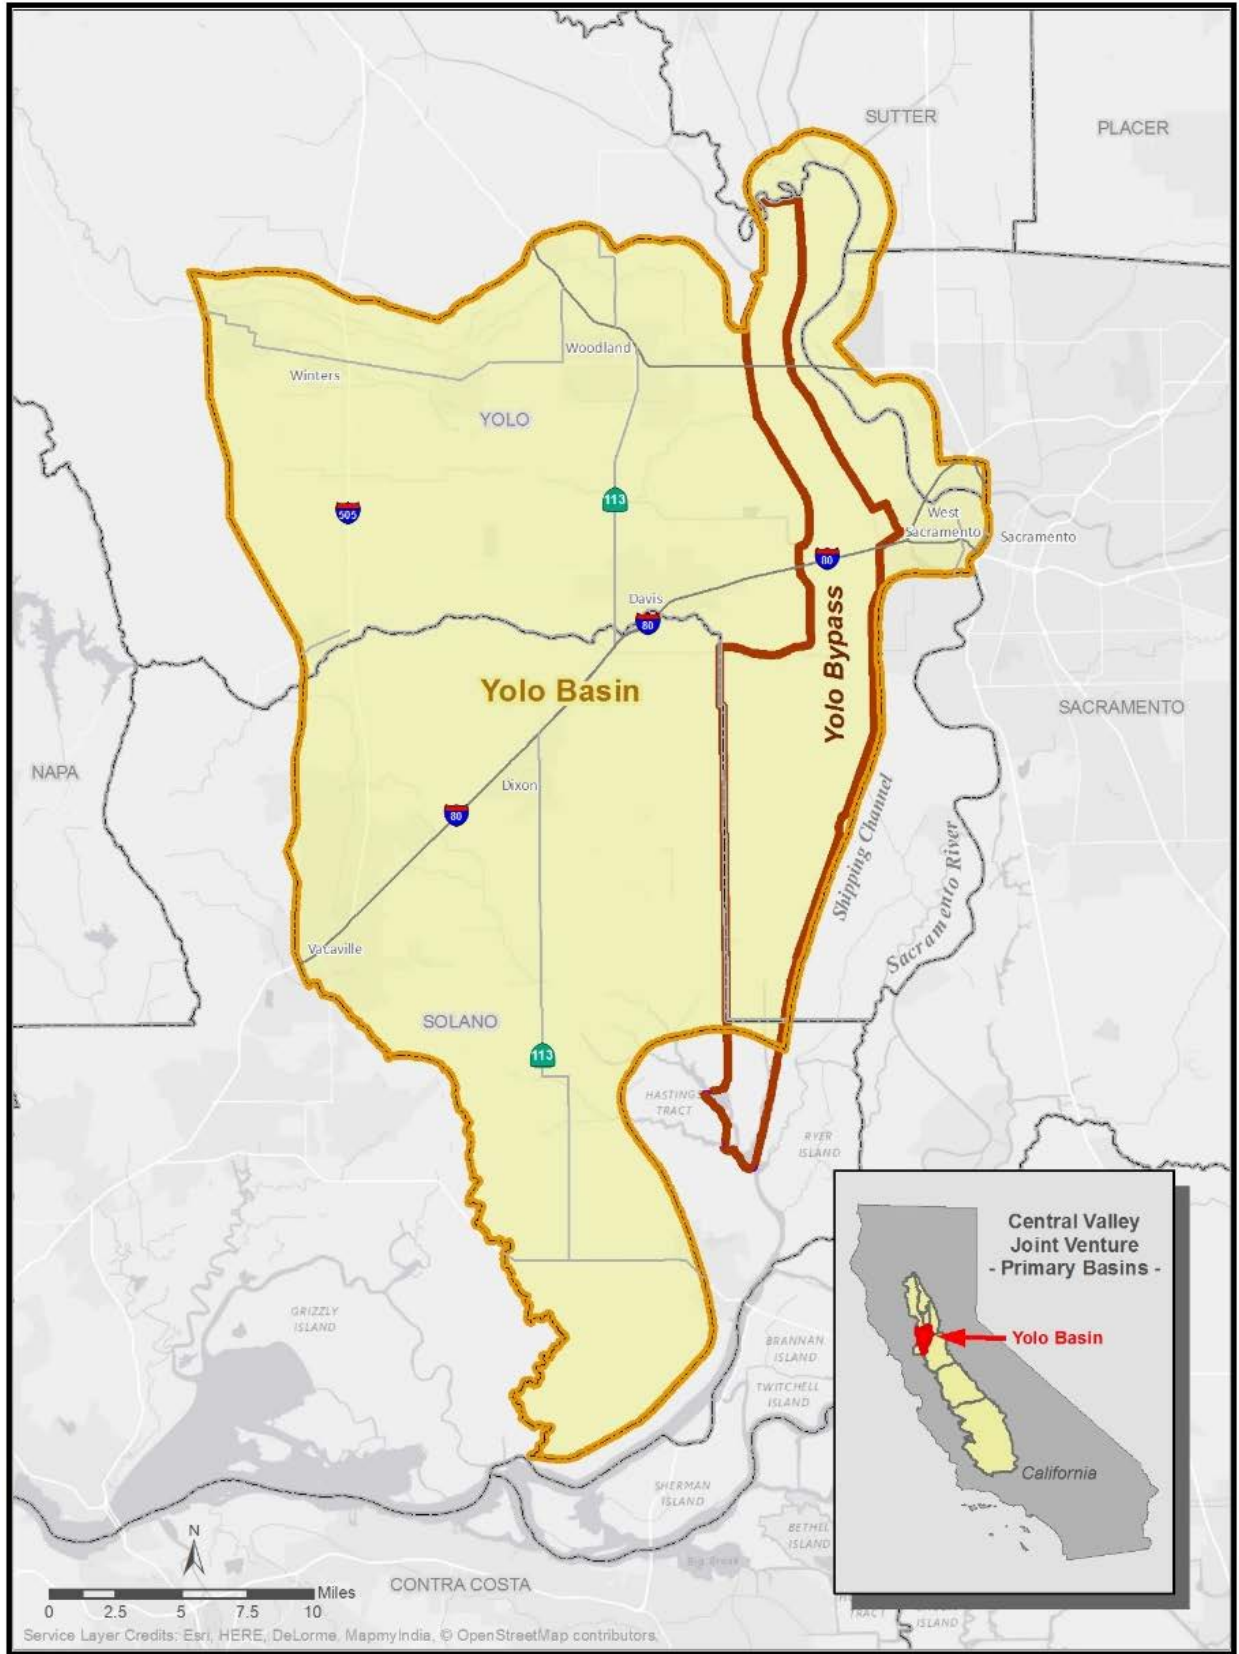 SUTTER
PLACER
Woodland
Winters
YOLO
113
505
West
Sacramento
Sacramento
80
Davis
80
Yolo Bypass
Yolo Basin
SACRAMENTO
NAPA
Dixon
80
Shipping Channel
Sacramento River
Vacaville
SOLANO
113
HASTINGS
TRACT
RYER
ISLAND
Central Valley
Joint Venture
- Primary Basins -
Yolo Basin
California
GRIZZLY
ISLAND
BRANNAN
ISLAND
TWITCHELL
ISLAND
SHERMAN
ISLAND
BETHEL
ISLAND
Big Break
N
CONTRA COSTA
Miles
0 2.5 5 7.5 10
TRACT
ISLAND
Service Layer Credits: Esri, HERE, DeLorme, MapmyIndia, © OpenStreetMap contributors,